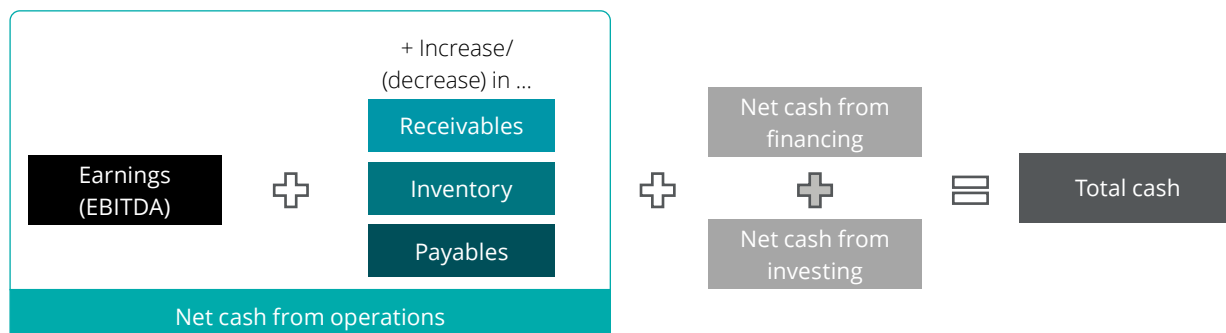 + Increase/
(decrease) in ...
Receivables
Earnings
(EBITDA)
Inventory
Payables
Net cash from operations
Net cash from
financing
Net cash from
investing
Total cash